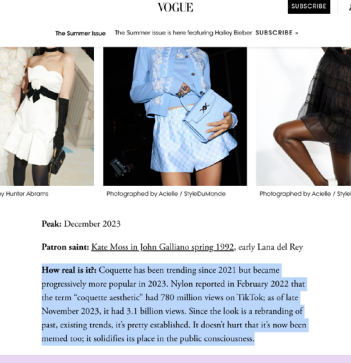 VOGUE
SUBSCRIBE
The Summer Issue The Summer issue is here featuring Hailey Bieber SUBSCRIBE »
by Hunter Abrams
Photographed by Acielle / StyleDuMonde
Photographed by Acielle / Style
Peak: December 2023
Patron saint: Kate Moss in John Galliano spring 1992, early Lana del Rey
How real is it?: Coquette has been trending since 2021 but became
progressively more popular in 2023. Nylon reported in February 2022 that
the term “coquette aesthetic” had 780 million views on TikTok; as of late
November 2023, it had 3.1 billion views. Since the look is a rebranding of
past, existing trends, it’s pretty established. It doesn’t hurt that it’s now been
memed too; it solidifies its place in the public consciousness.